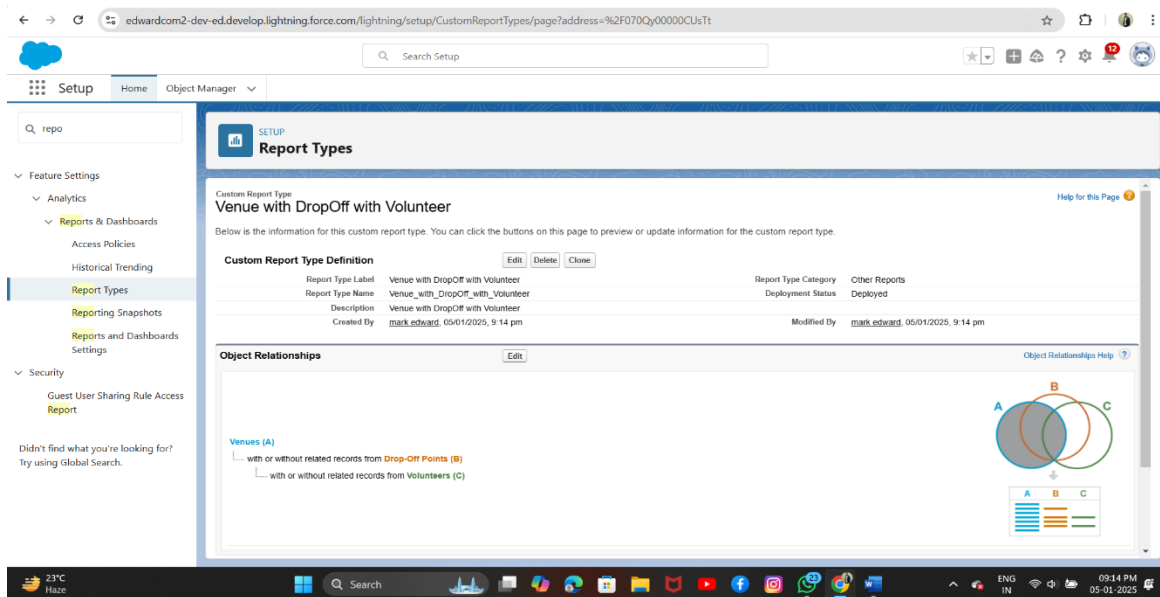 edwardcom2-dev-ed.develop.lightning.force.com/lightning/setup/CustomReportTypes/page?address=%2F070Qy00000CUsTt
Search Setup
12
Setup
Home
Object Manager
repo
SETUP
Report Types
Feature Settings
Analytics
Reports & Dashboards
Access Policies
Historical Trending
Report Types
Reporting Snapshots
Reports and Dashboards
Settings
Security
Guest User Sharing Rule Access
Report
Didn't find what you're looking for?
Try using Global Search.
Custom Report Type
Venue with DropOff with Volunteer
Help for this Page
Below is the information for this custom report type. You can click the buttons on this page to preview or update information for the custom report type.
Custom Report Type Definition
Edit Delete Clone
Report Type Label Venue with DropOff with Volunteer Report Type Category Other Reports
Report Type Name Venue_with_DropOff_with_Volunteer Deployment Status Deployed
Description Venue with DropOff with Volunteer
Created By mark edward, 05/01/2025, 9:14 pm Modified By mark edward, 05/01/2025, 9:14 pm
Object Relationships Edit Object Relationships Help ?
Venues (A)
with or without related records from Drop-Off Points (B)
with or without related records from Volunteers (C)
B
A C
A B C
23°C
Haze
Search
23
ENG
IN
09:14 PM
05-01-2025